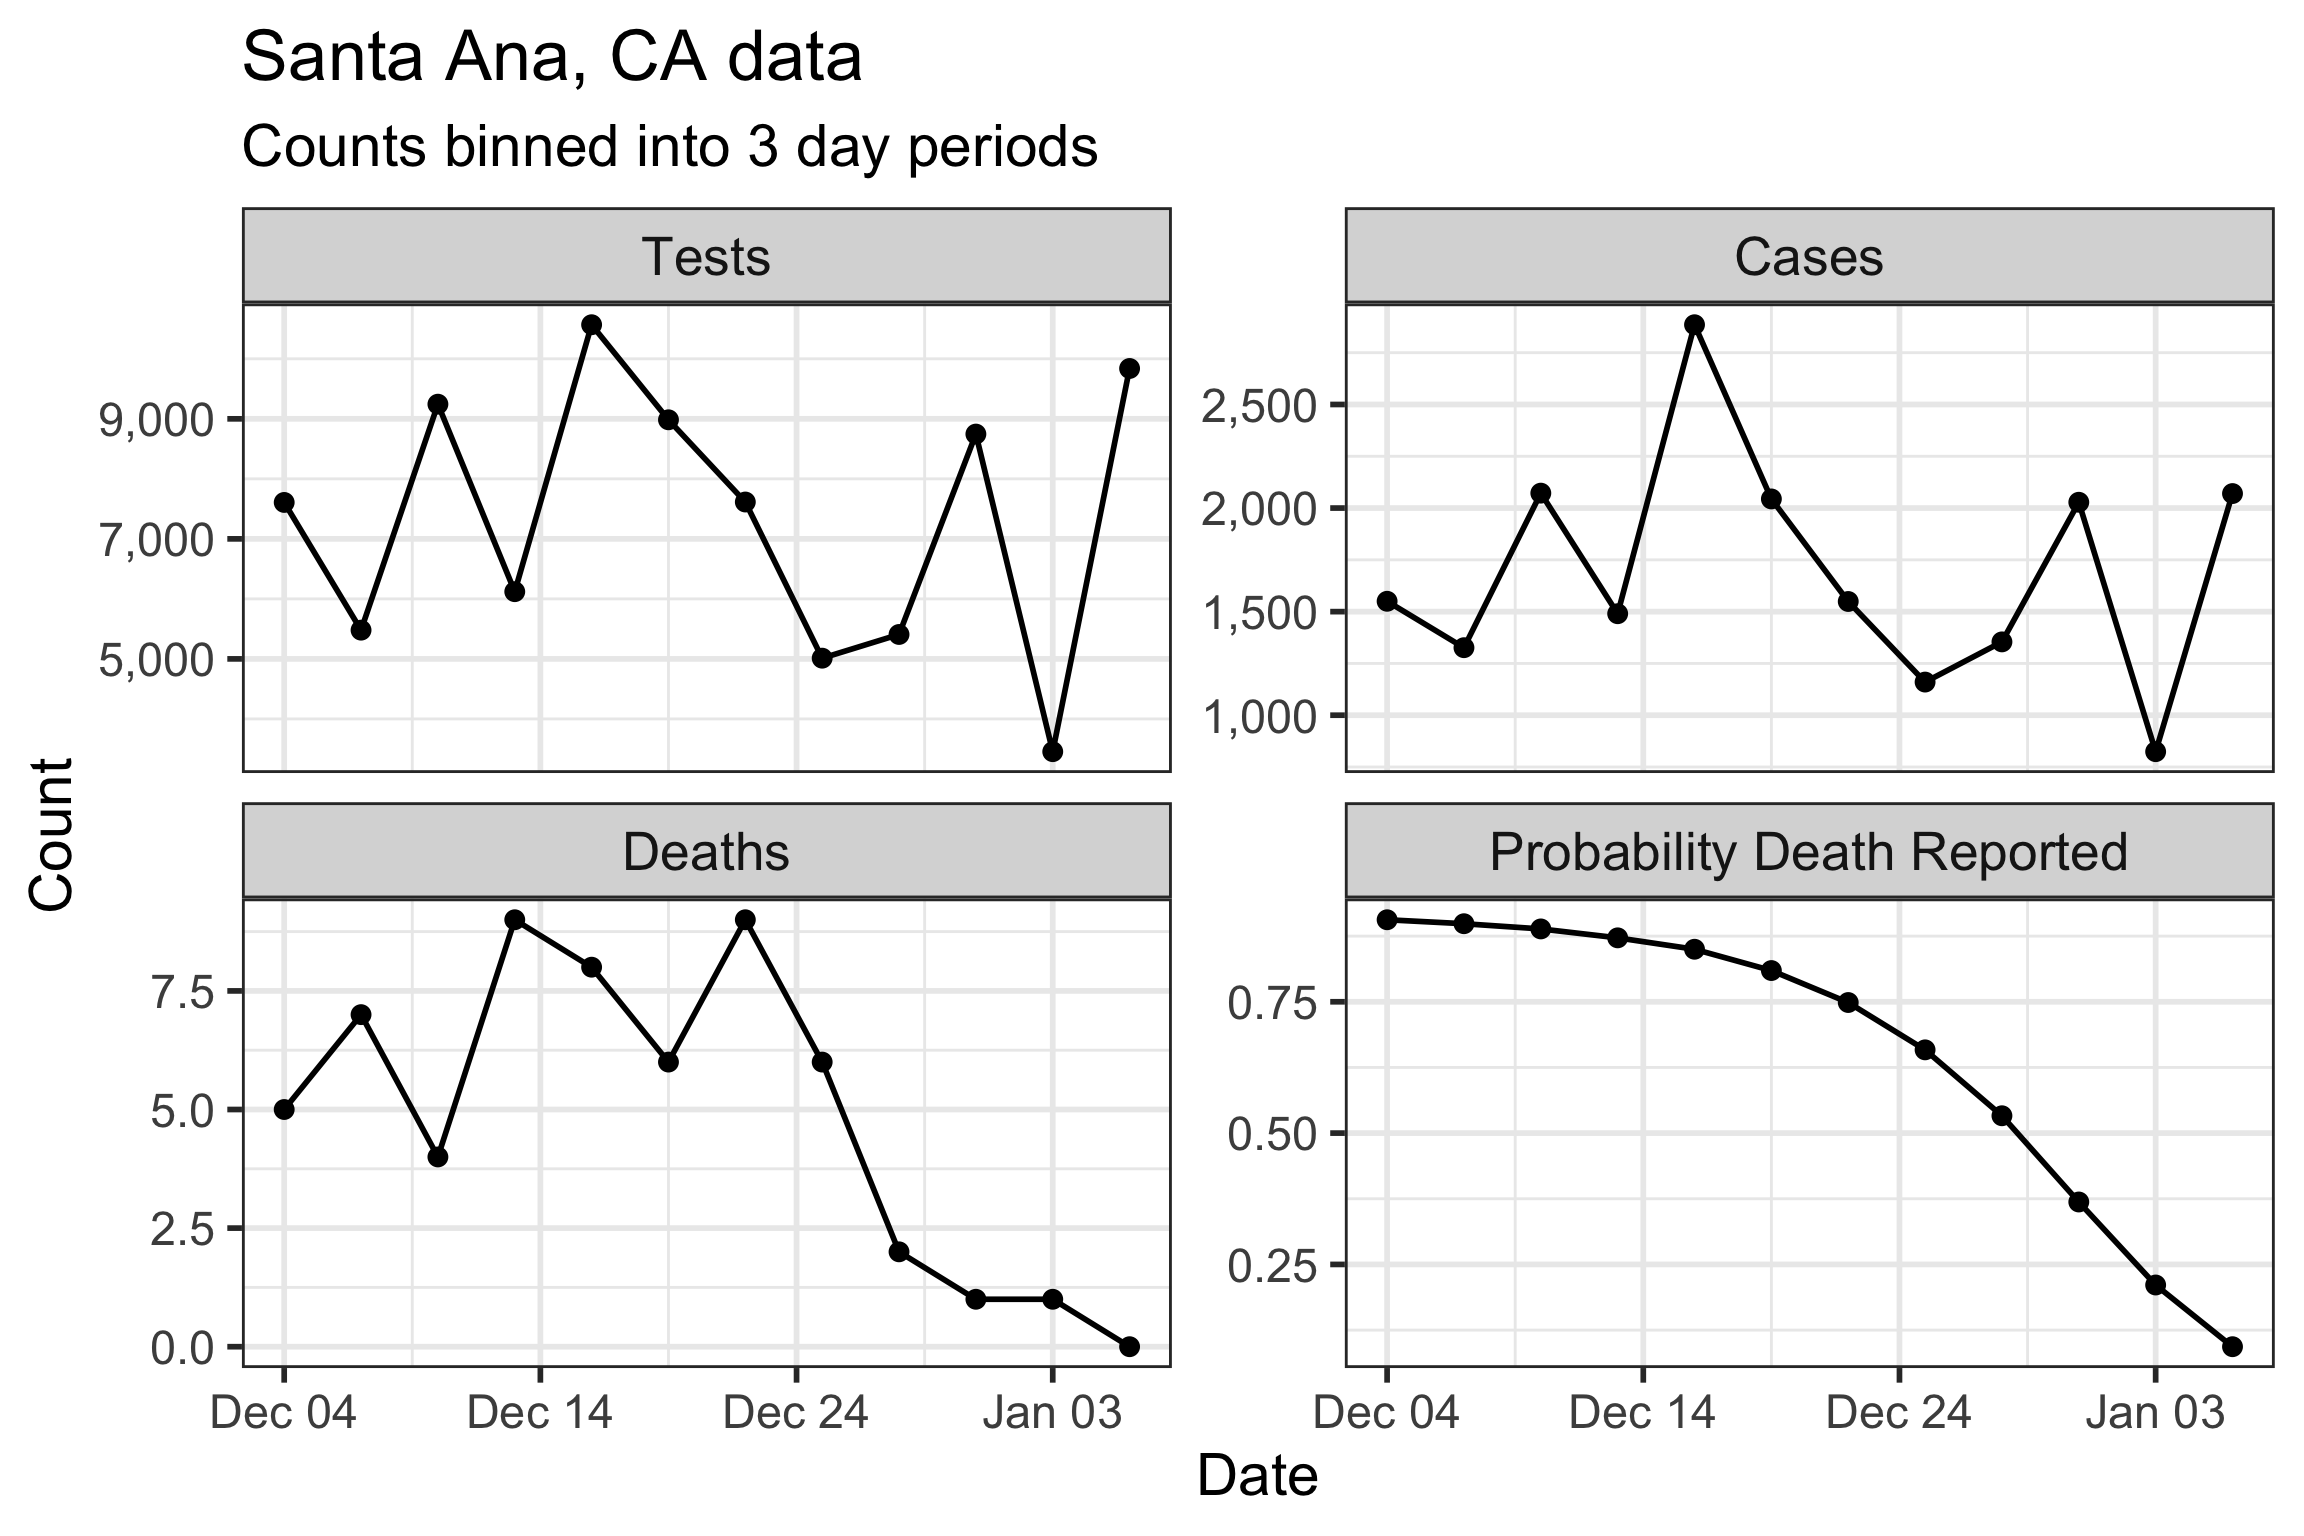 Santa Ana, CA data
Counts binned into 3 day periods
Tests
Cases
9,000
7,000
5,000
2,500
2,000
1,500
1,000
Count
Deaths
Probability Death Reported
7.5
5.0
2.5
0.0
0.75
0.50
0.25
Dec 04 Dec 14 Dec 24 Jan 03
Dec 04 Dec 14 Dec 24 Jan 03
Date